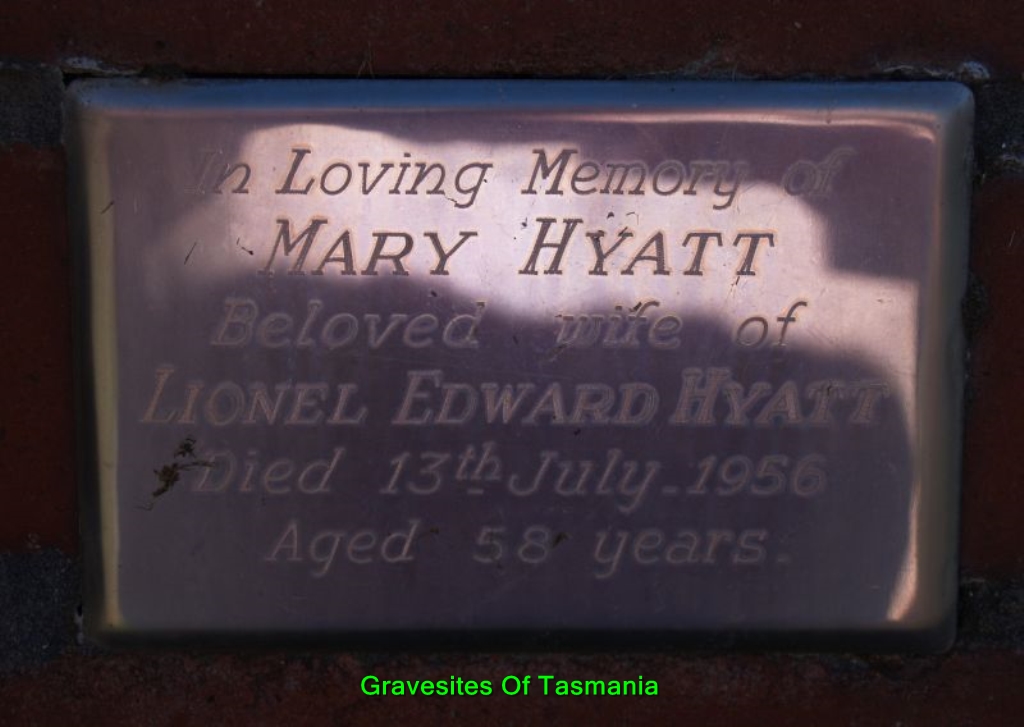 In Loving Memory of
MARY HYATT
Beloved wife of
LIONEL EDWARD HYATT
Died 13th July. 1956
Aged 58 years.
Gravesites Of Tasmania